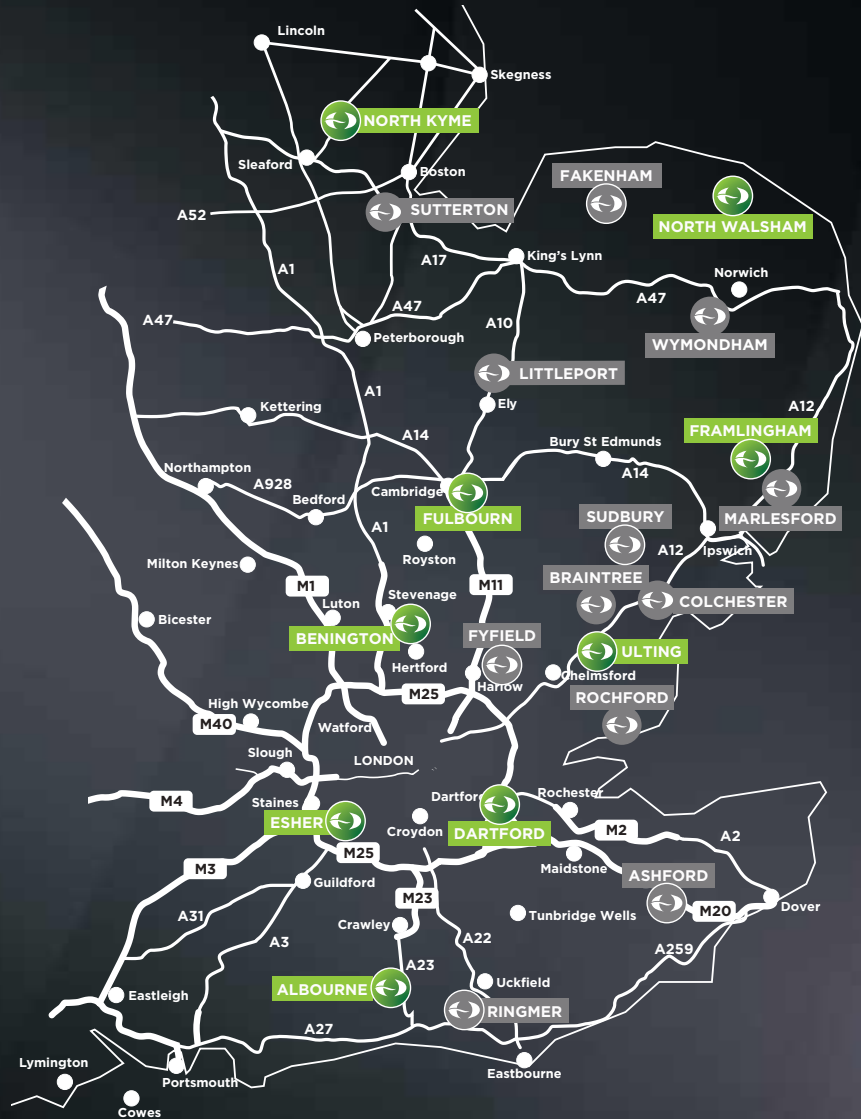 Lincoln
Skegness
NORTH KYME
Sleaford
Boston
FAKENHAM
A52
SUTTERTON
NORTH WALSHAM
A17
King's Lynn
A1
Norwich
A47
A47
A47
A10
Peterborough
WYMONDHAM
LITTLEPORT
A1
Ely
A12
Kettering
A14
FRAMLINGHAM
Bury St Edmunds
Northampton
A14
A928
Cambridge
Bedford
FULBOURN
SUDBURY
MARLESFORD
A1
Royston
A12
Ipswich
Milton Keynes
BRAINTREE
M1
M11
Stevenage
COLCHESTER
Luton
Bicester
BENINGTON
FYFIELD
ULTING
Hertford
Chelmsford
Harlow
M25
ROCHFORD
High Wycombe
M40
Watford
Slough
LONDON
M4
Staines
Dartford
Rochester
ESHER
Croydon
DARTFORD
M2
A2
M25
M3
Maidstone
ASHFORD
Guildford
M23
M20
Dover
A31
Tunbridge Wells
Crawley
A3
A22
A259
A23
Uckfield
ALBOURNE
Eastleigh
RINGMER
A27
Lymington
Eastbourne
Portsmouth
Cowes